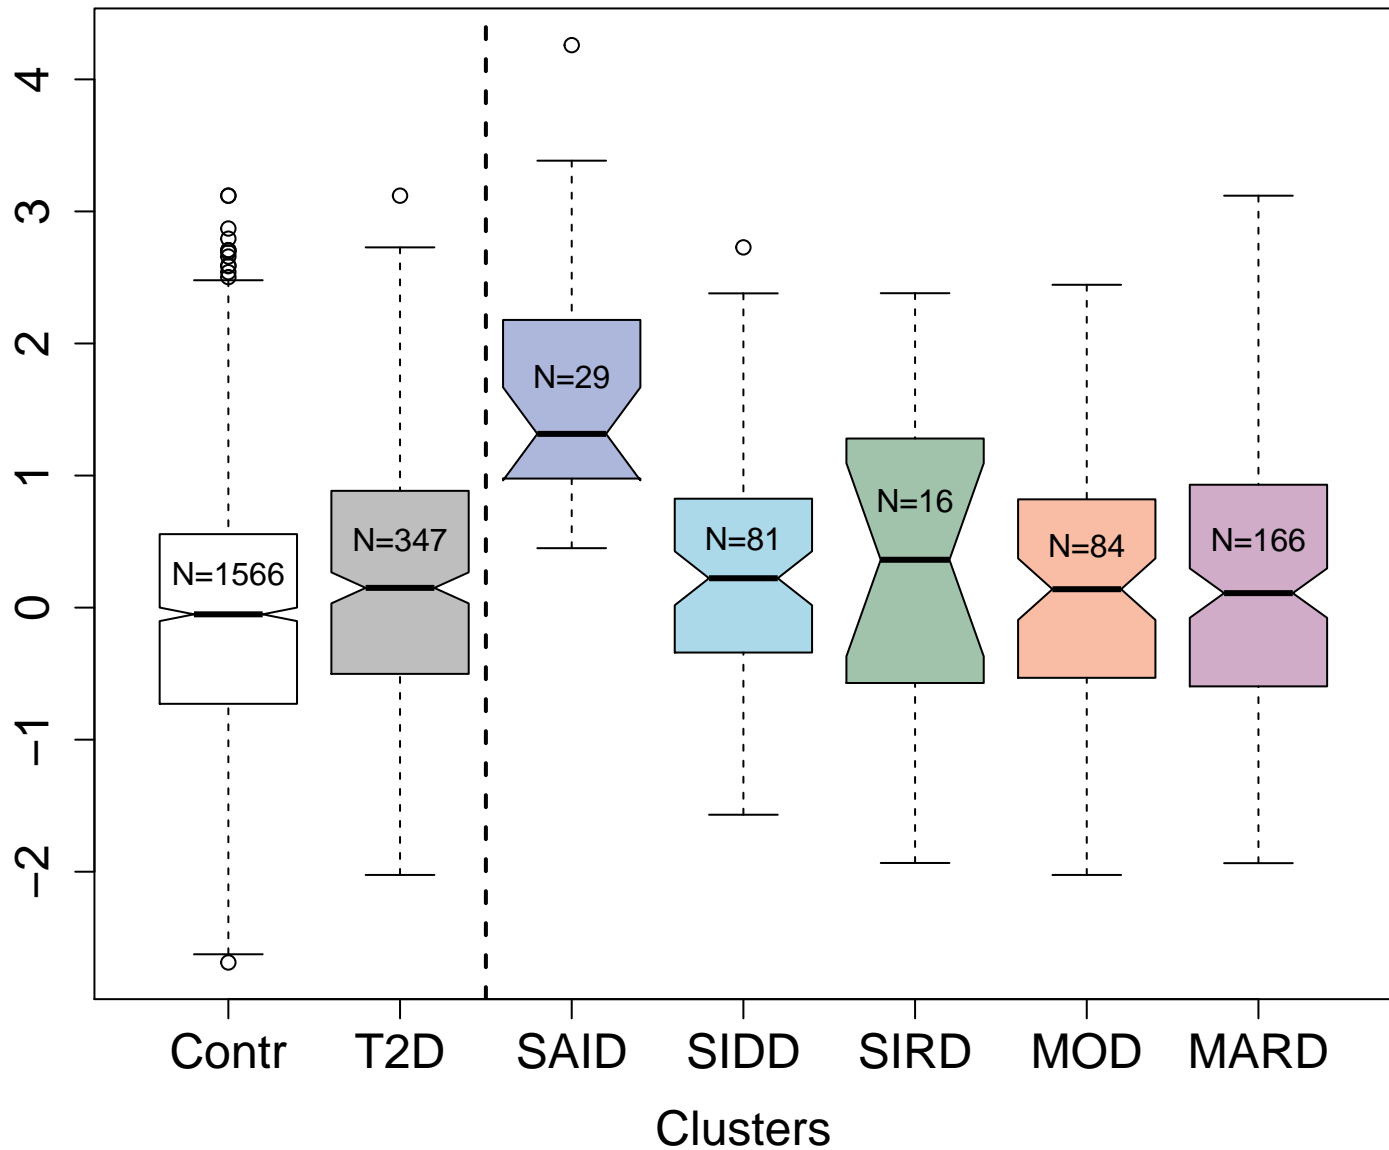 4
3
2
1
0
−1
−2
N=1566
N=347
N=29
N=81
N=16
N=84
N=166
Contr T2D SAID SIDD SIRD MOD MARD
Clusters